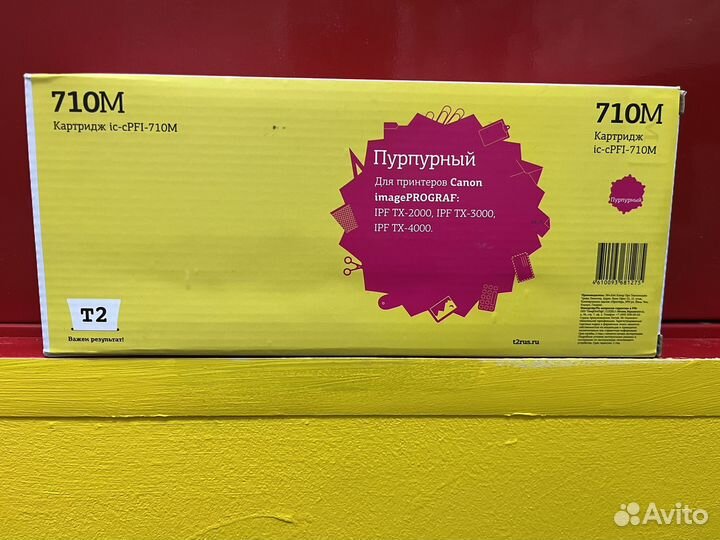 710M
Картридж ic-cPFI-710M
Пурпурный
Для принтеров Canon
imagePROGRAF:
IPF TX-2000, IPF TX-3000,
IPF TX-4000.
T2
Важен результат!
t2rus.ru
710M
Картридж
ic-cPFI-710M
Пурпурный
4610093681275
Avito